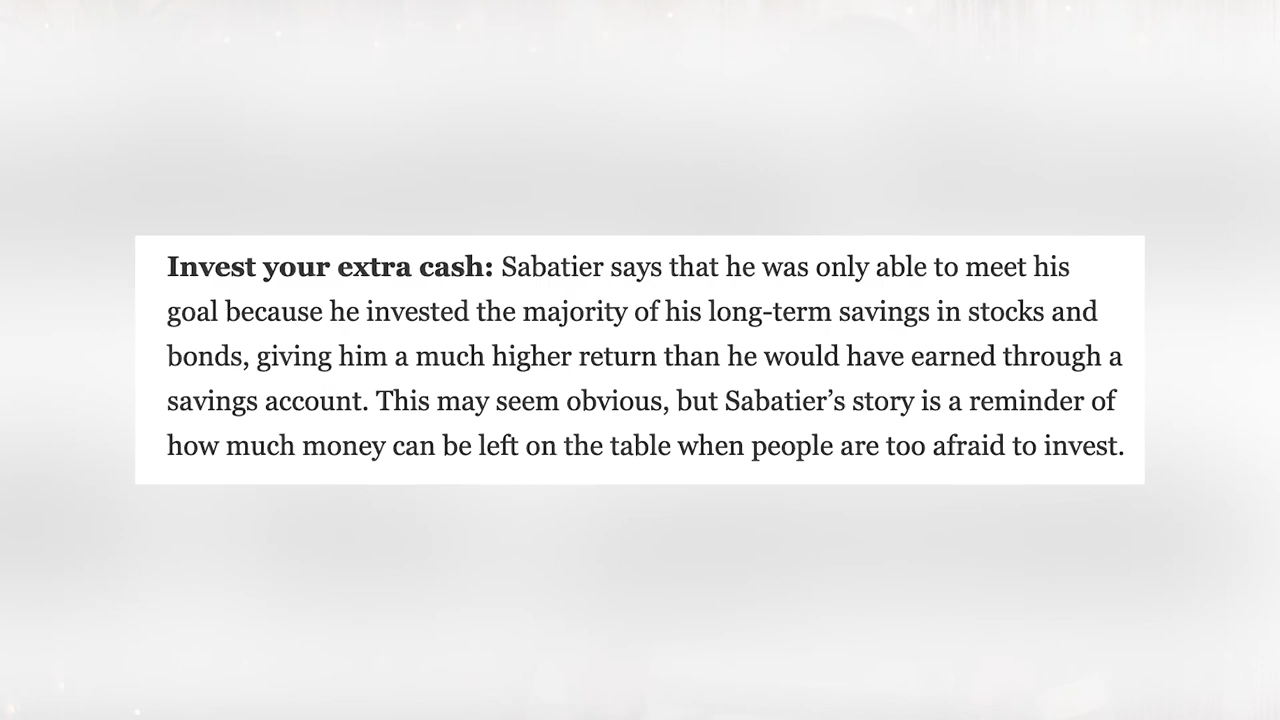 Invest your extra cash: Sabatier says that he was only able to meet his
goal because he invested the majority of his long-term savings in stocks and
bonds, giving him a much higher return than he would have earned through a
savings account. This may seem obvious, but Sabatier’s story is a reminder of
how much money can be left on the table when people are too afraid to invest.